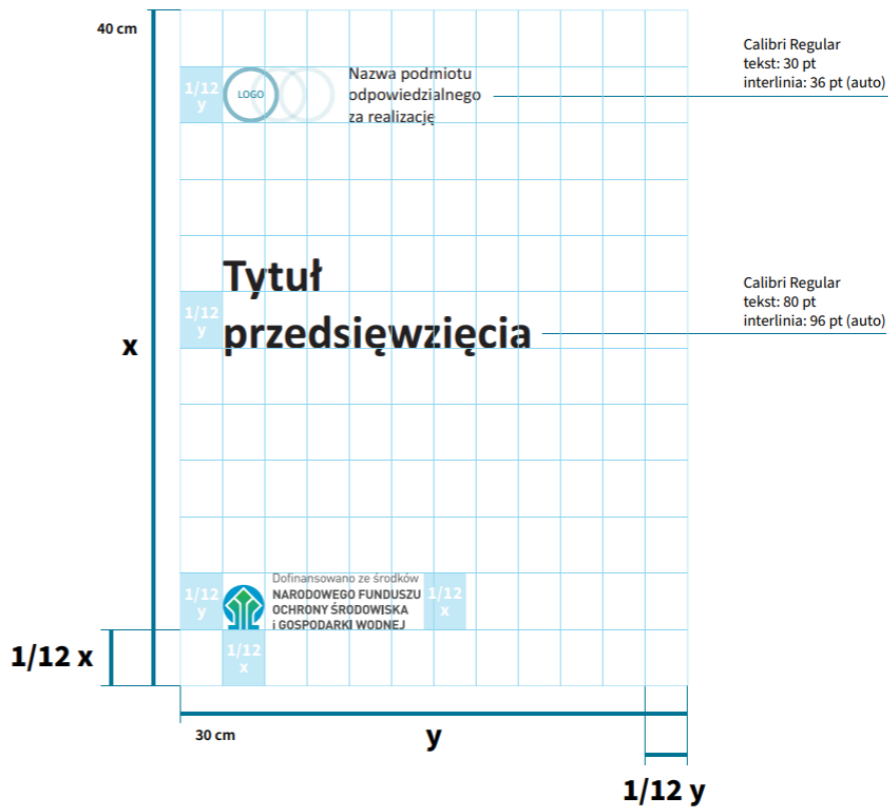 40 cm
Calibri Regular
tekst: 30 pt
interlinia: 36 pt (auto)
1/12
y
LOGO
Nazwa podmiotu
odpowiedzialnego
za realizację
Tytuł
przedsięwzięcia
1/12
y
Calibri Regular
tekst: 80 pt
interlinia: 96 pt (auto)
x
1/12
y
Dofinansowano ze środków
NARODOWEGO FUNDUSZU
OCHRONY ŚRODOWISKA
i GOSPODARKI WODNEJ
1/12
x
1/12 x
1/12
x
30 cm
y
1/12 y